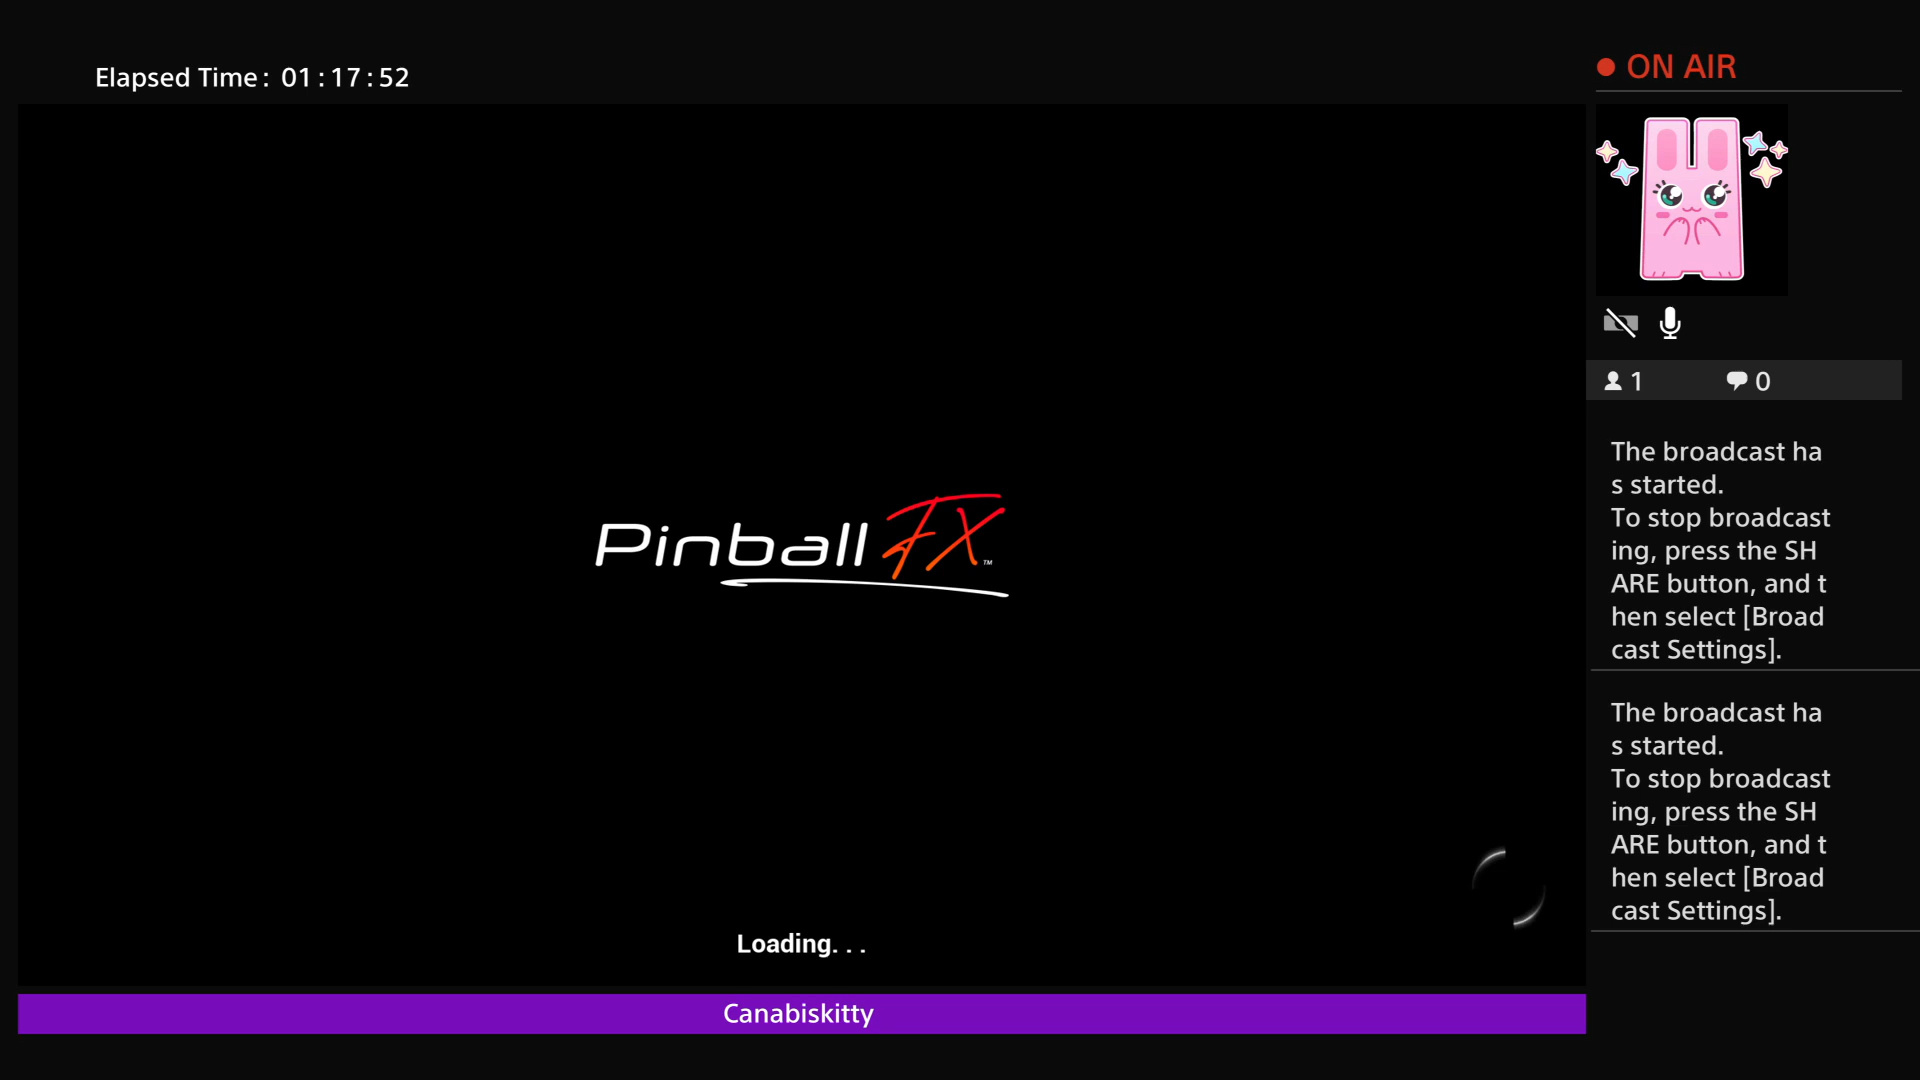 Elapsed Time: 01:17:52
ON AIR
1 0
The broadcast ha
s started.
To stop broadcast
ing, press the SH
ARE button, and t
hen select [Broad
cast Settings].
The broadcast ha
s started.
To stop broadcast
ing, press the SH
ARE button, and t
hen select [Broad
cast Settings].
Pinball FX™
Loading...
Canabiskitty